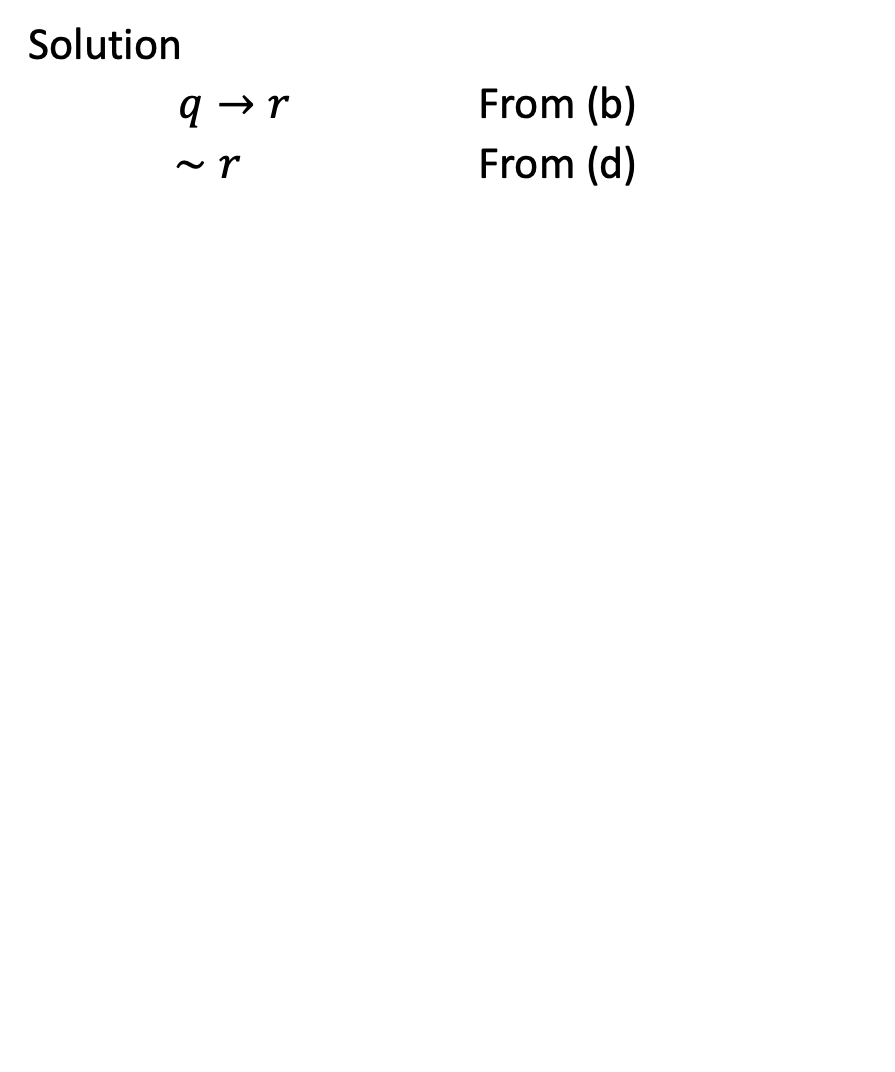 Solution
q → r From (b)
~ r From (d)